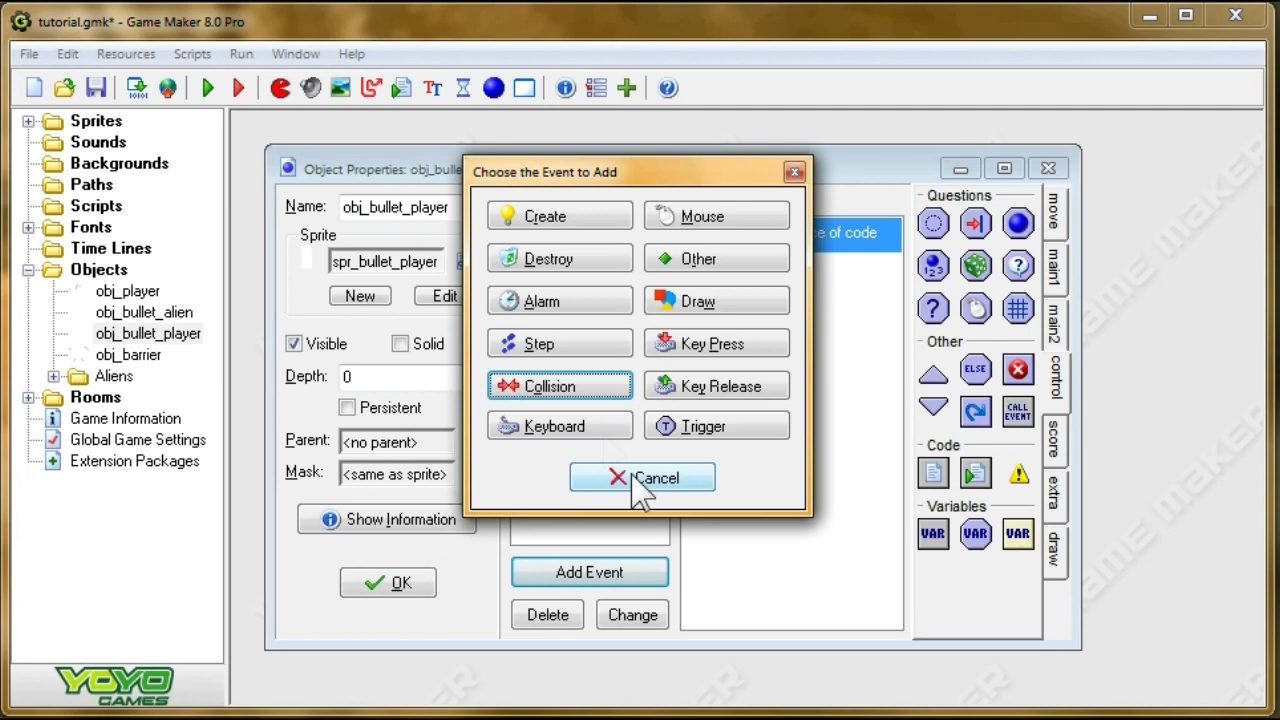 tutorial.gmk* - Game Maker 8.0 Pro
File Edit Resources Scripts Run Window Help
Sprites
Sounds
Backgrounds
Paths
Scripts
Fonts
Time Lines
Objects
obj_player
obj_bullet_alien
obj_bullet_player
obj_barrier
Aliens
Rooms
Game Information
Global Game Settings
Extension Packages
YOYO
GAMES
Object Properties: obj_bulle
Name: obj_bullet_player
Sprite
spr_bullet_player
New Edit
Visible Solid
Depth: 0
Persistent
Parent: <no parent>
Mask: <same as sprite>
Show Information
OK
Choose the Event to Add
Create Mouse
Destroy Other
Alarm Draw
Step Key Press
Collision Key Release
Keyboard Trigger
Cancel
Add Event
Delete Change
ce of code
Questions
123
?
Other
ELSE
CALL
EVENT
Code
Variables
VAR VAR VAR
move
main1
main2
control
score
extra
draw